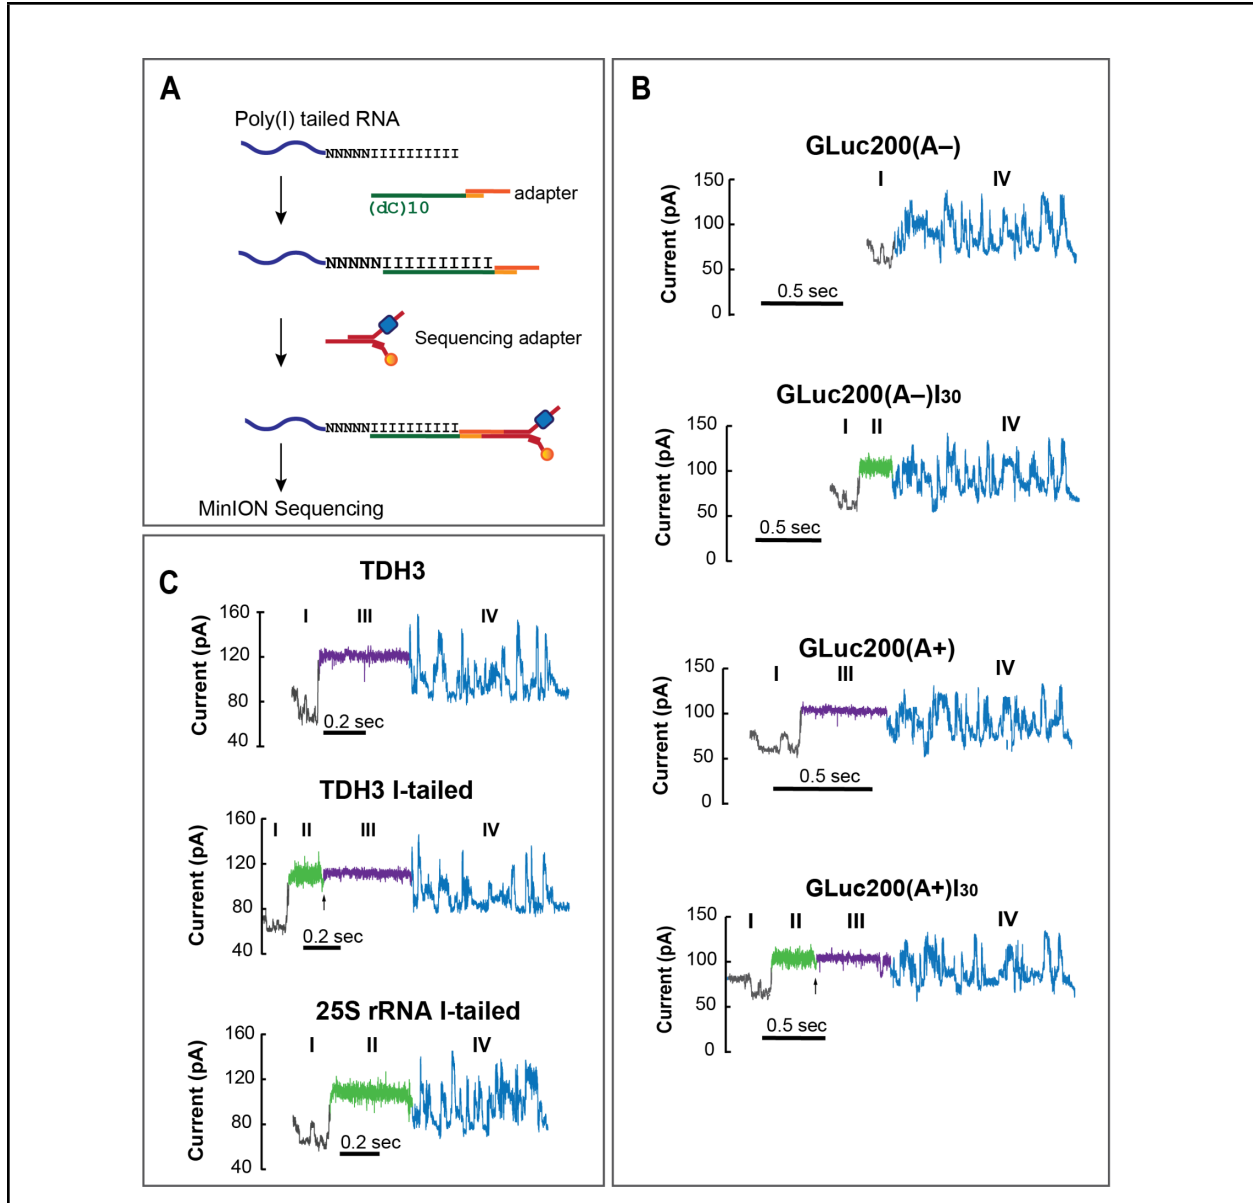 A
Poly(I) tailed RNA
NNNNNIIIIIIIIII
adapter
(dC)10
NNNNNIIIIIIIIII
Sequencing adapter
NNNNNIIIIIIIIII
MinION Sequencing
B
GLuc200(A–)
I IV
Current (pA)
150
100
50
0
0.5 sec
GLuc200(A–)I30
I II IV
Current (pA)
150
100
50
0
0.5 sec
GLuc200(A+)
I III IV
Current (pA)
150
100
50
0
0.5 sec
GLuc200(A+)I30
I II III IV
Current (pA)
150
100
50
0
0.5 sec
C
TDH3
I III IV
Current (pA)
160
120
80
40
0.2 sec
TDH3 I-tailed
I II III IV
Current (pA)
160
120
80
40
0.2 sec
25S rRNA I-tailed
I II IV
Current (pA)
160
120
80
40
0.2 sec